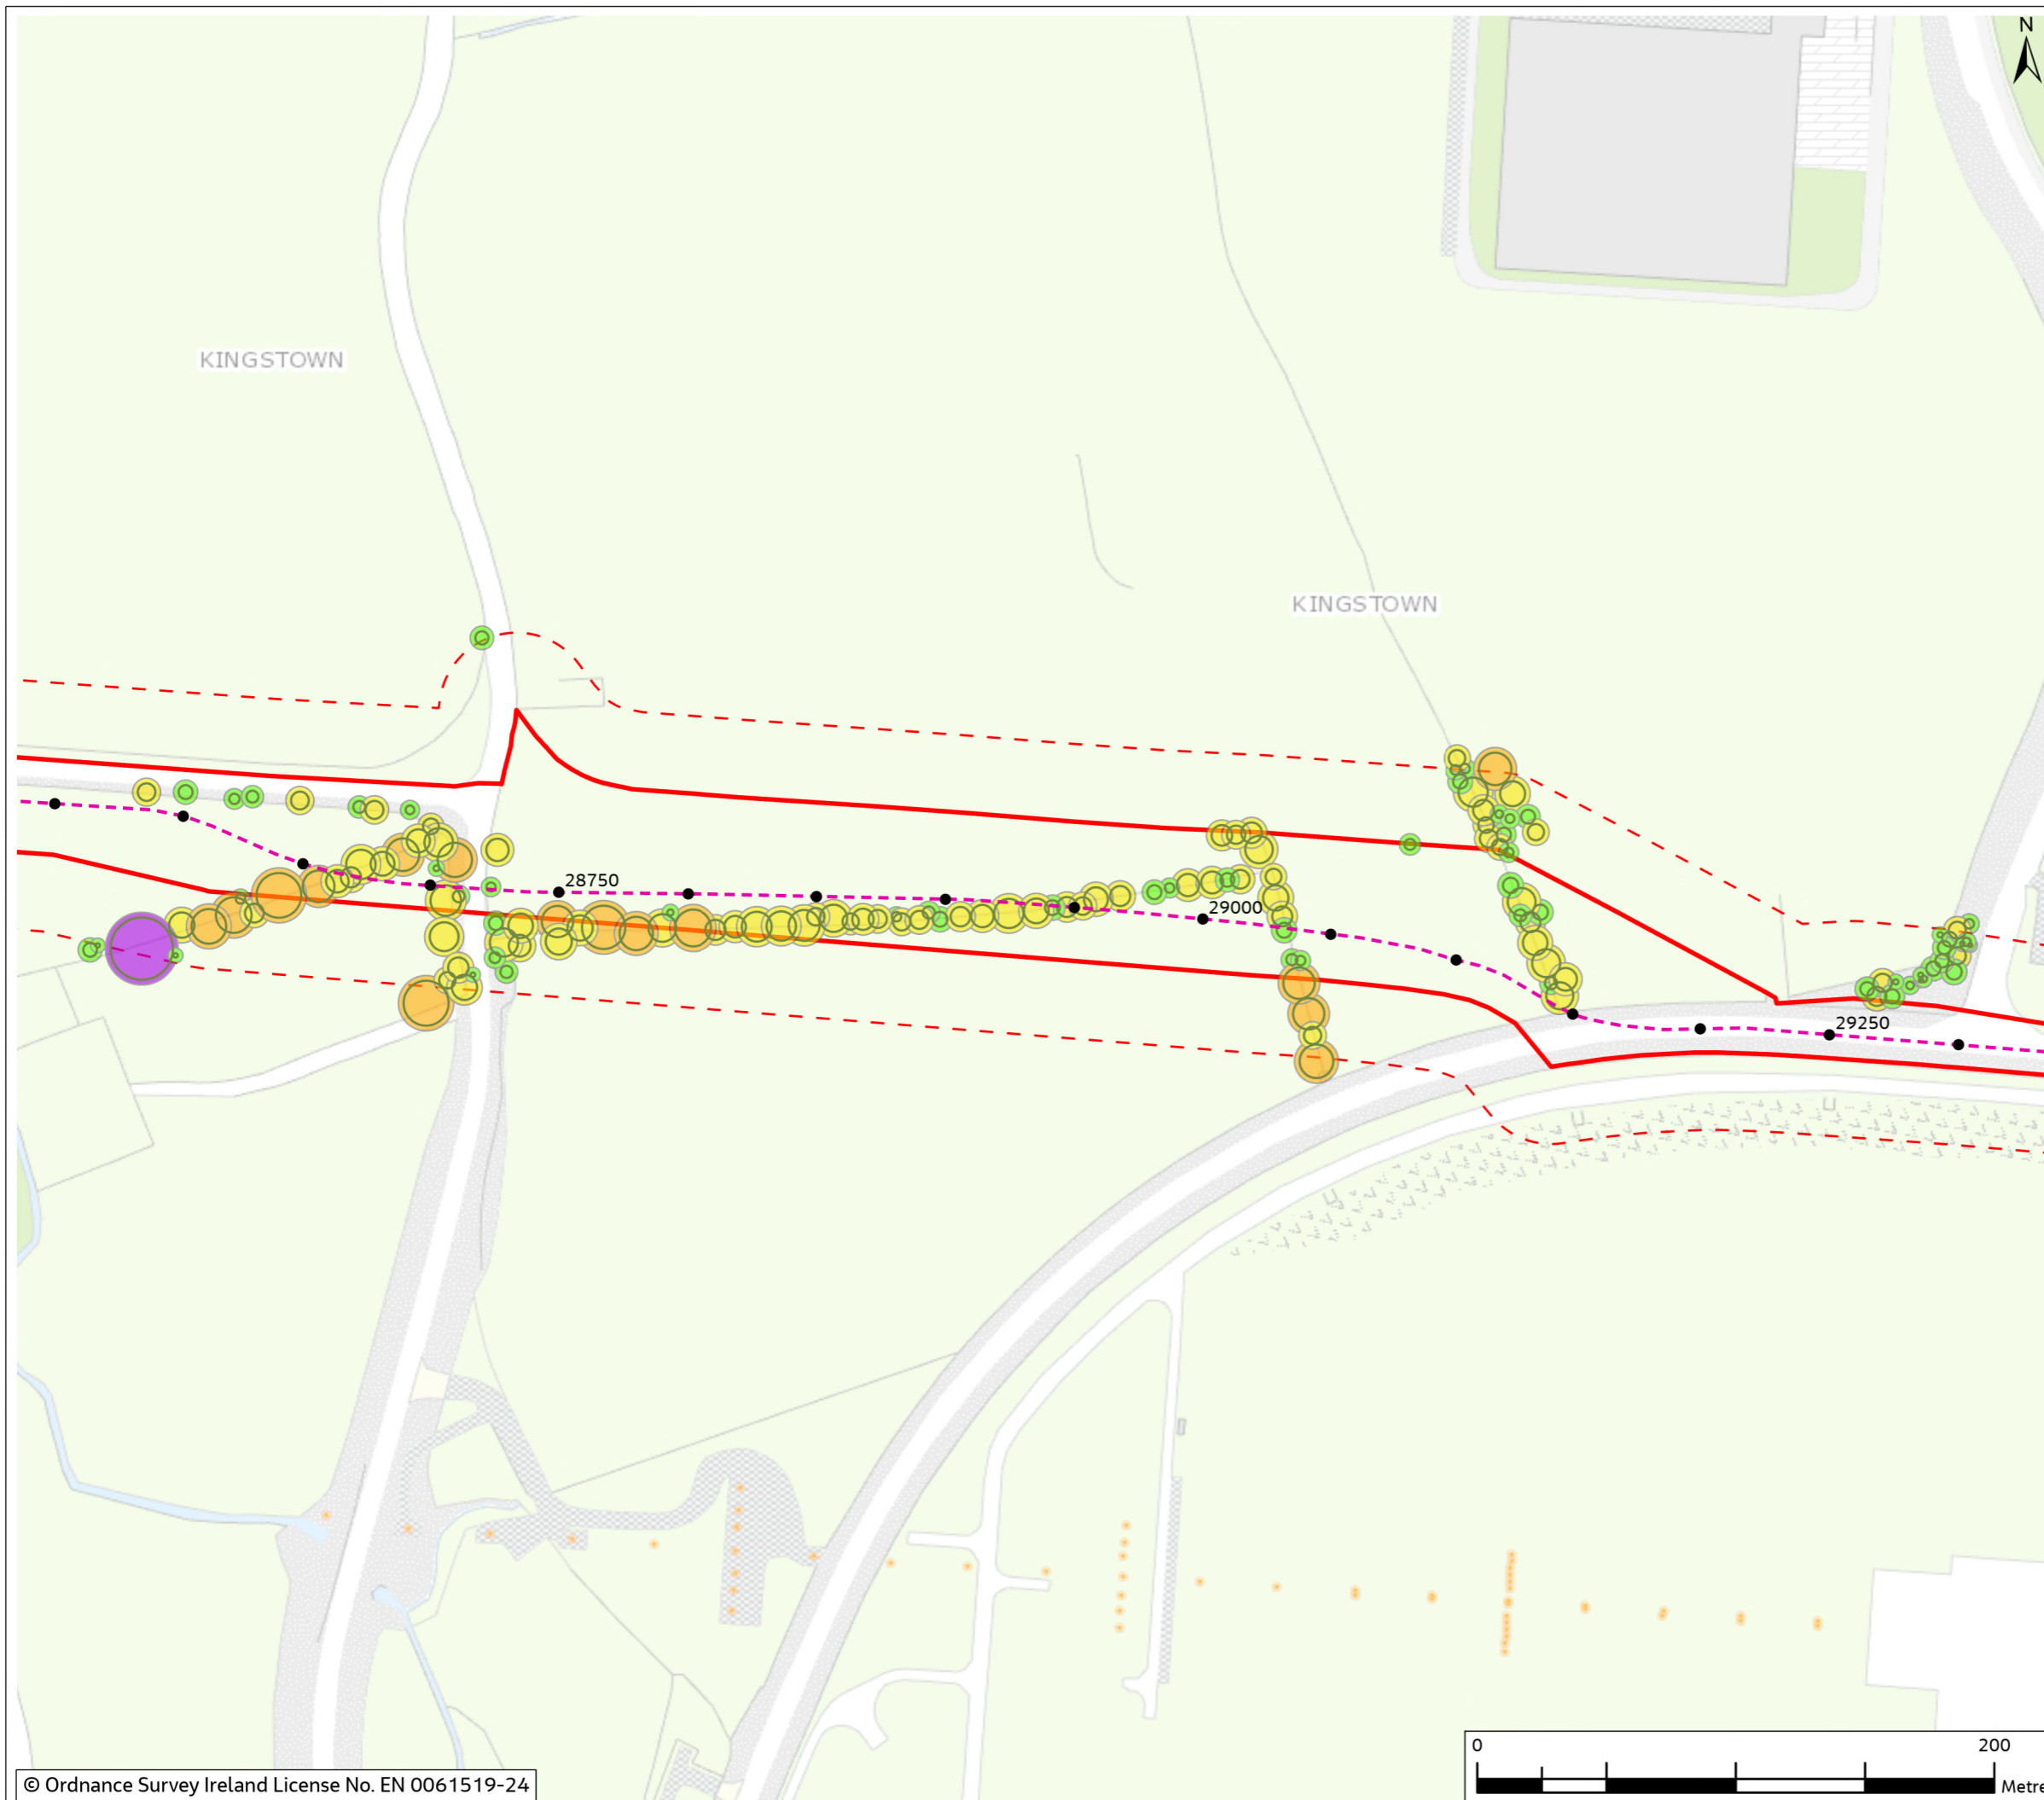 N
KINGSTOWN
KINGSTOWN
28750
29000
29250
0 200
Metre
© Ordnance Survey Ireland License No. EN 0061519-24